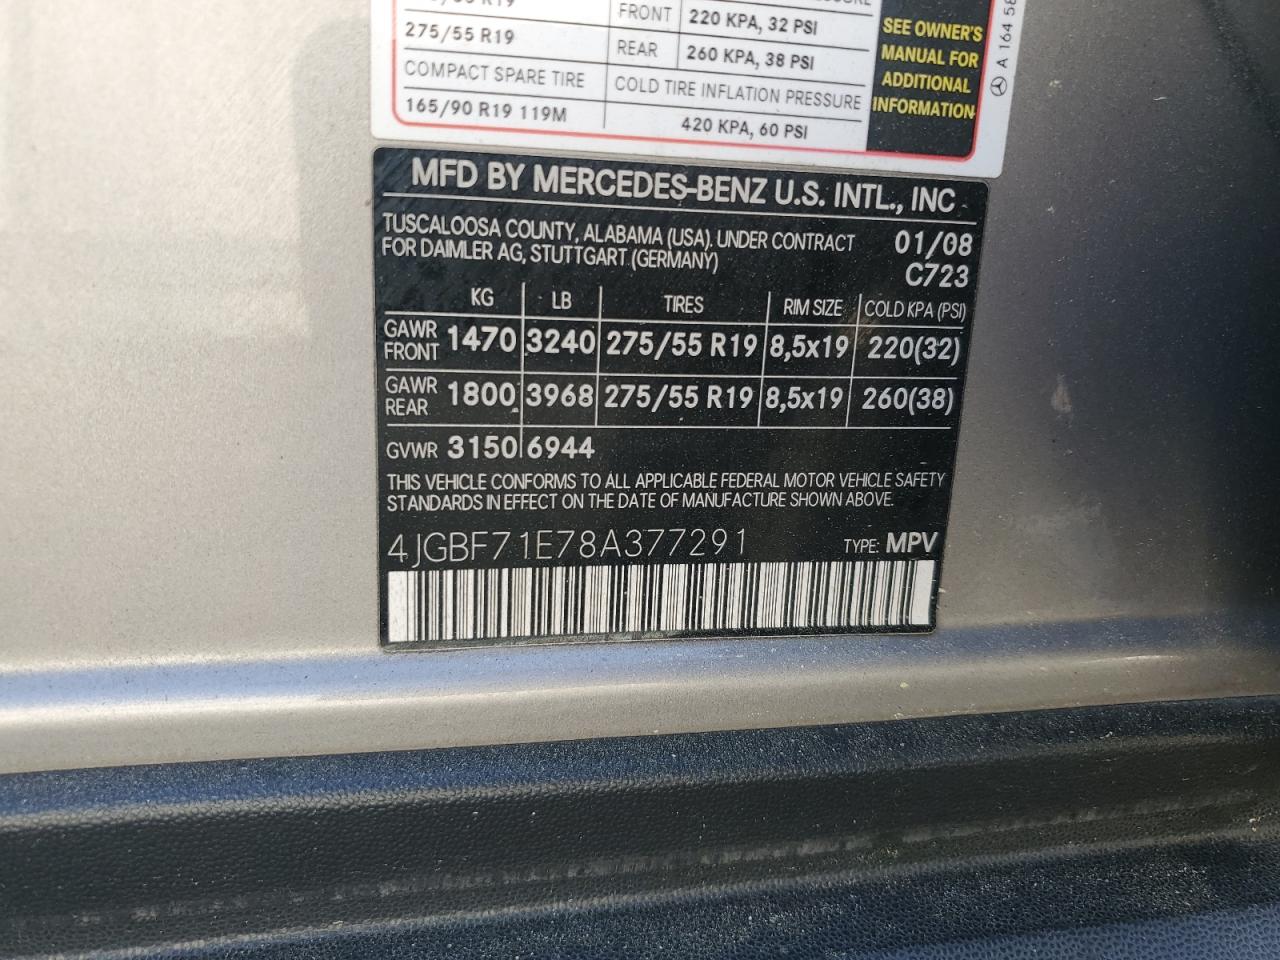 FRONT 220 KPA, 32 PSI
275/55 R19 REAR 260 KPA, 38 PSI
COMPACT SPARE TIRE COLD TIRE INFLATION PRESSURE
165/90 R19 119M 420 KPA, 60 PSI
SEE OWNER'S
MANUAL FOR
ADDITIONAL
INFORMATION
A 164 58
MFD BY MERCEDES-BENZ U.S. INTL., INC
TUSCALOOSA COUNTY, ALABAMA (USA). UNDER CONTRACT 01/08
FOR DAIMLER AG, STUTTGART (GERMANY) C723
KG LB TIRES RIM SIZE COLD KPA (PSI)
GAWR FRONT 1470 3240 275/55 R19 8,5x19 220(32)
GAWR REAR 1800 3968 275/55 R19 8,5x19 260(38)
GVWR 3150 6944
THIS VEHICLE CONFORMS TO ALL APPLICABLE FEDERAL MOTOR VEHICLE SAFETY
STANDARDS IN EFFECT ON THE DATE OF MANUFACTURE SHOWN ABOVE.
4JGBF71E78A377291 TYPE: MPV